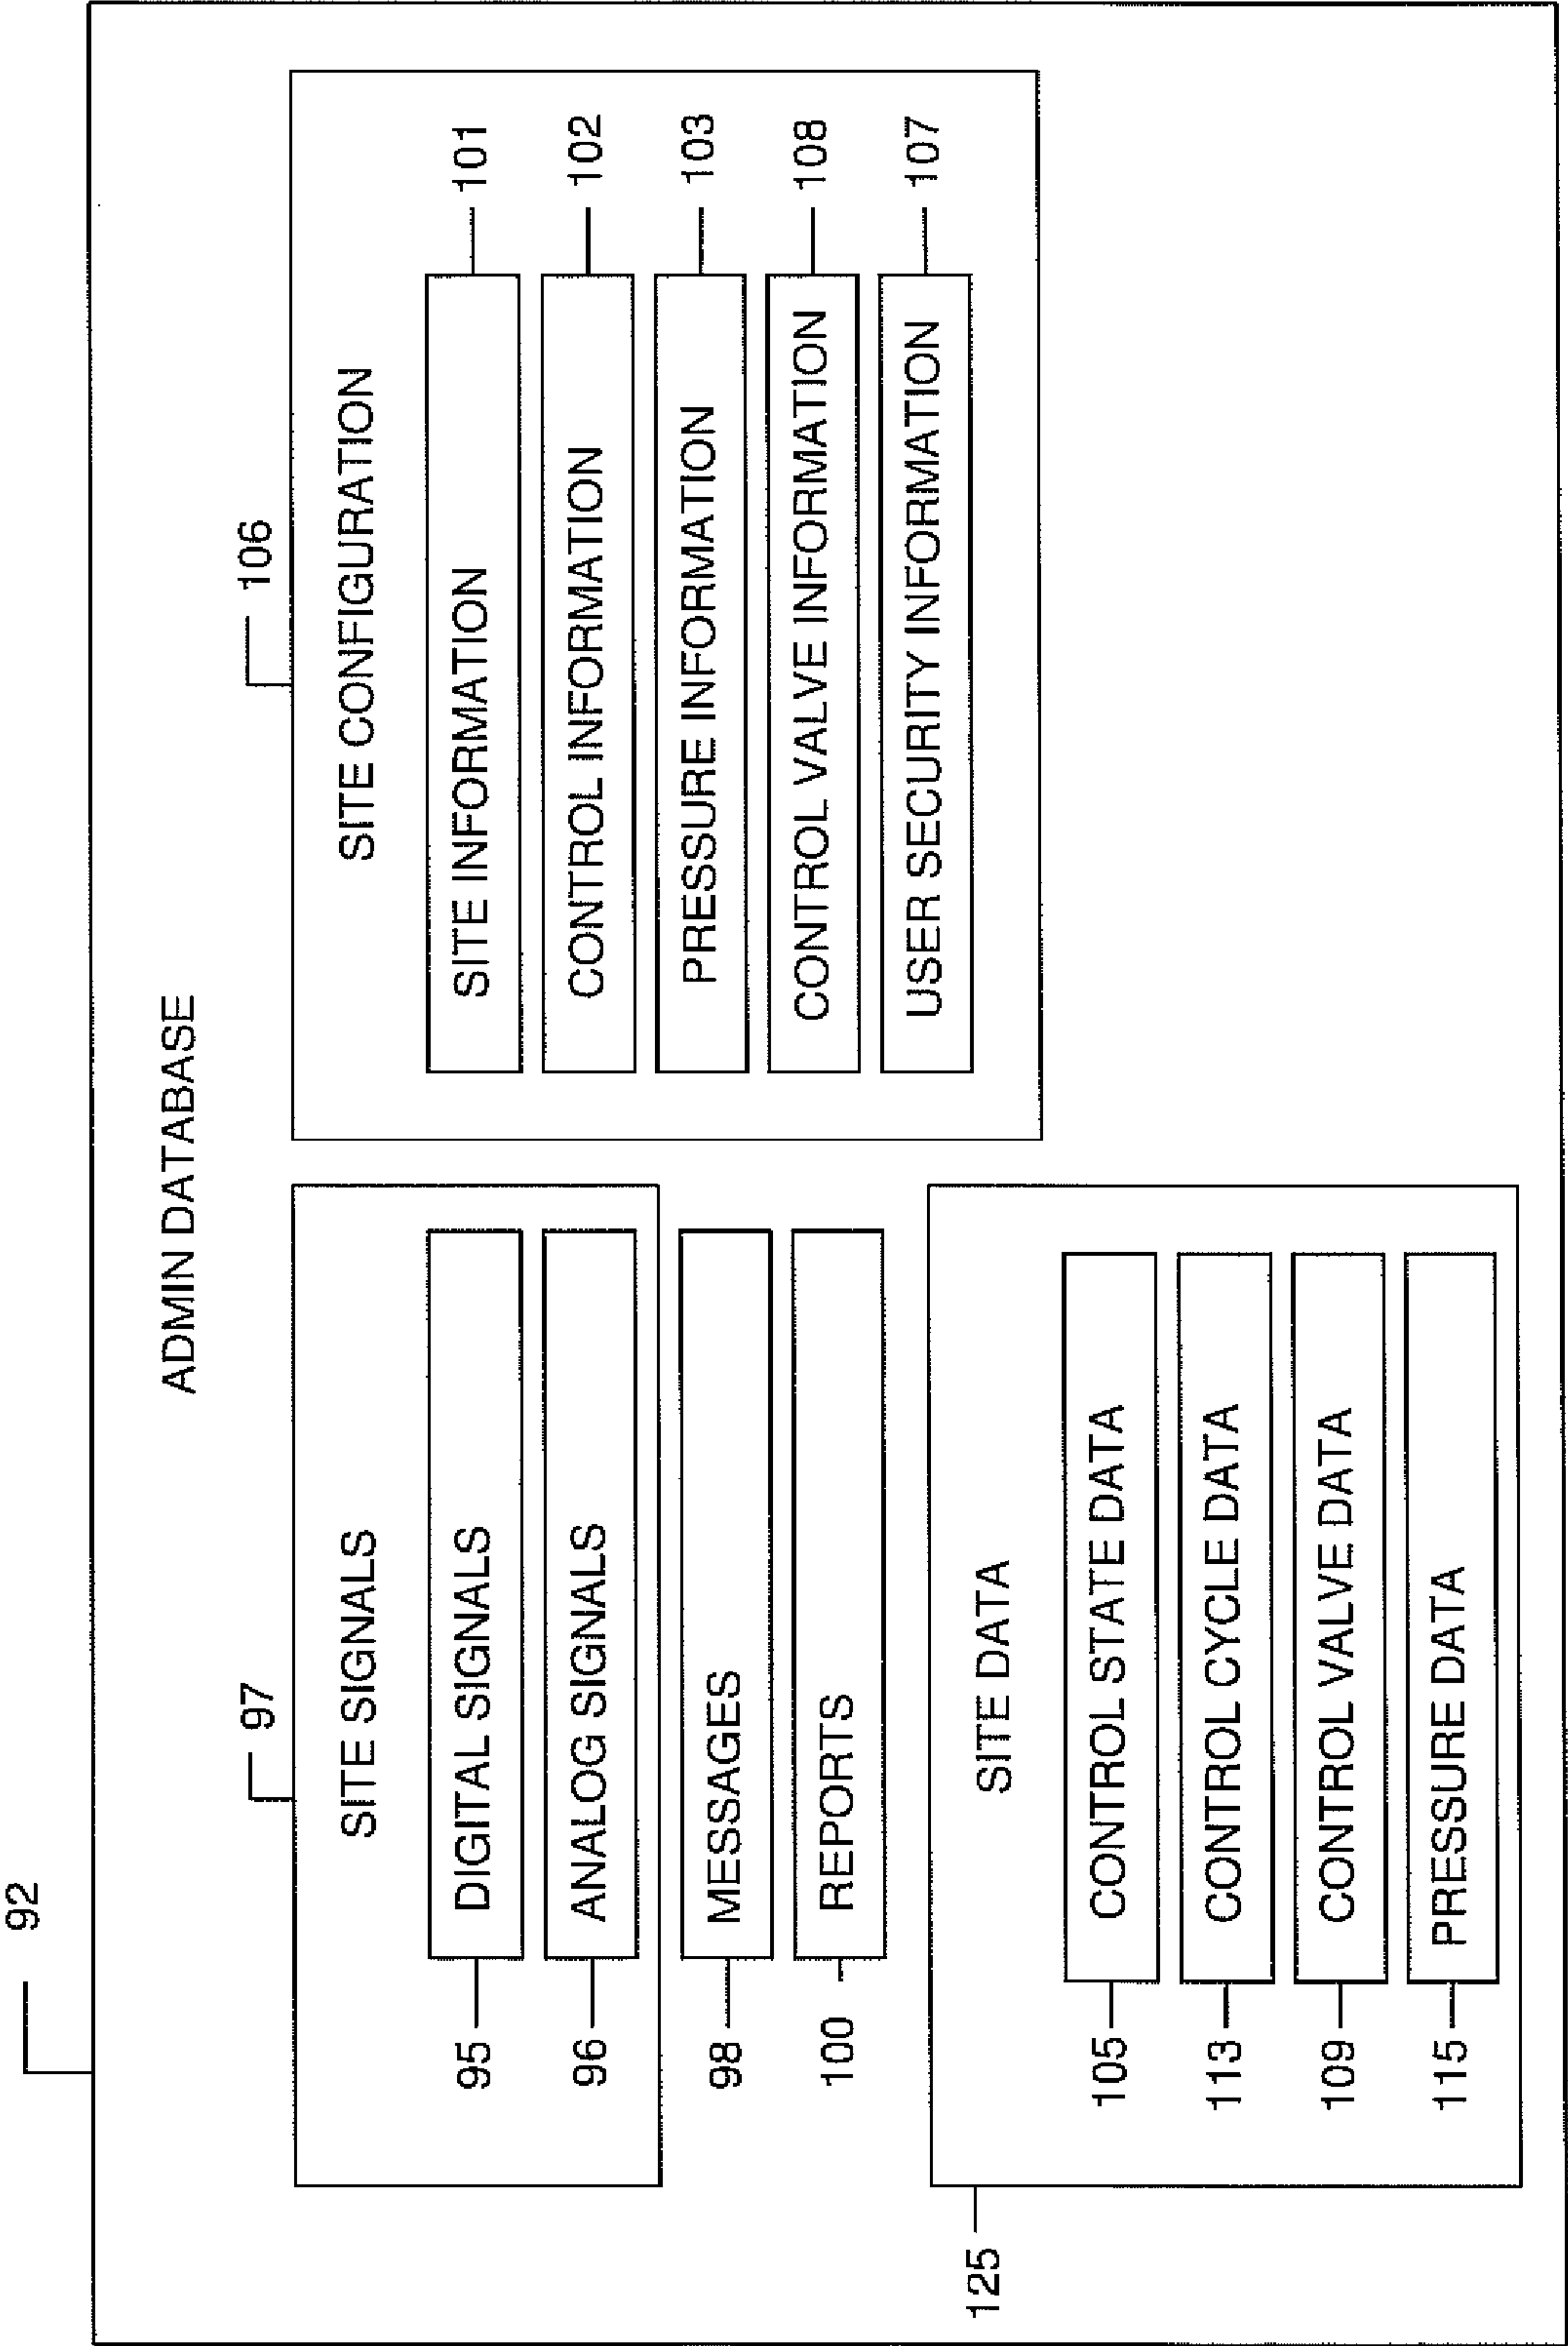 92
ADMIN DATABASE
97
SITE SIGNALS
95 DIGITAL SIGNALS
96 ANALOG SIGNALS
98 MESSAGES
100 REPORTS
125
SITE DATA
105 CONTROL STATE DATA
113 CONTROL CYCLE DATA
109 CONTROL VALVE DATA
115 PRESSURE DATA
106
SITE CONFIGURATION
SITE INFORMATION 101
CONTROL INFORMATION 102
PRESSURE INFORMATION 103
CONTROL VALVE INFORMATION 108
USER SECURITY INFORMATION 107